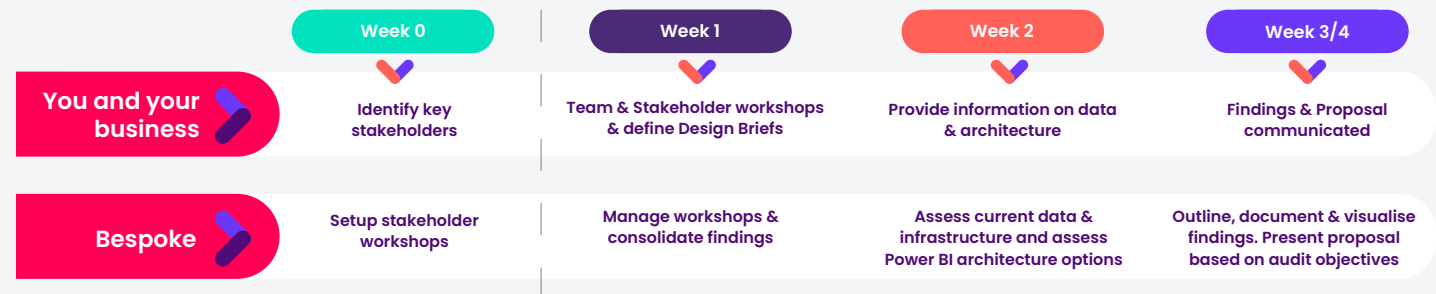 Week 0
Week 1
Week 2
Week 3/4
You and your
business
Identify key
stakeholders
Team & Stakeholder workshops
& define Design Briefs
Provide information on data
& architecture
Findings & Proposal
communicated
Bespoke
Setup stakeholder
workshops
Manage workshops &
consolidate findings
Assess current data &
infrastructure and assess
Power BI architecture options
Outline, document & visualise
findings. Present proposal
based on audit objectives